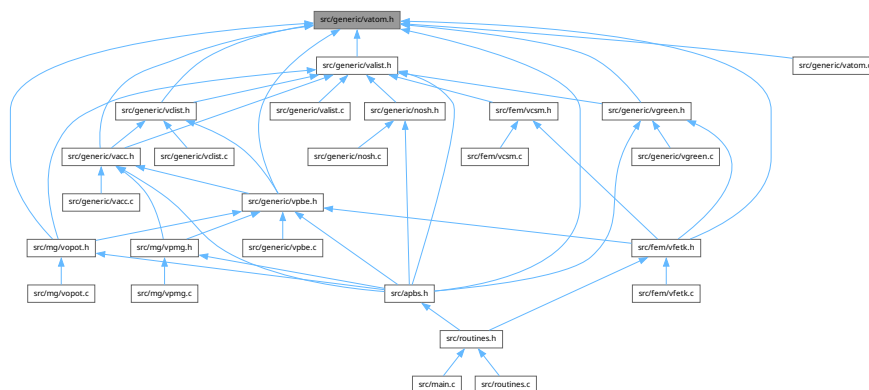 src/generic/vatom.h
src/generic/valist.h
src/generic/vatom.c
src/generic/vclist.h
src/generic/valist.c
src/generic/nosh.h
src/fem/vcsm.h
src/generic/vgreen.h
src/generic/vacc.h
src/generic/vclist.c
src/generic/nosh.c
src/fem/vcsm.c
src/generic/vgreen.c
src/generic/vacc.c
src/generic/vpbe.h
src/mg/vopot.h
src/mg/vpmg.h
src/generic/vpbe.c
src/fem/vfetk.h
src/mg/vopot.c
src/mg/vpmg.c
src/apbs.h
src/fem/vfetk.c
src/routines.h
src/main.c
src/routines.c